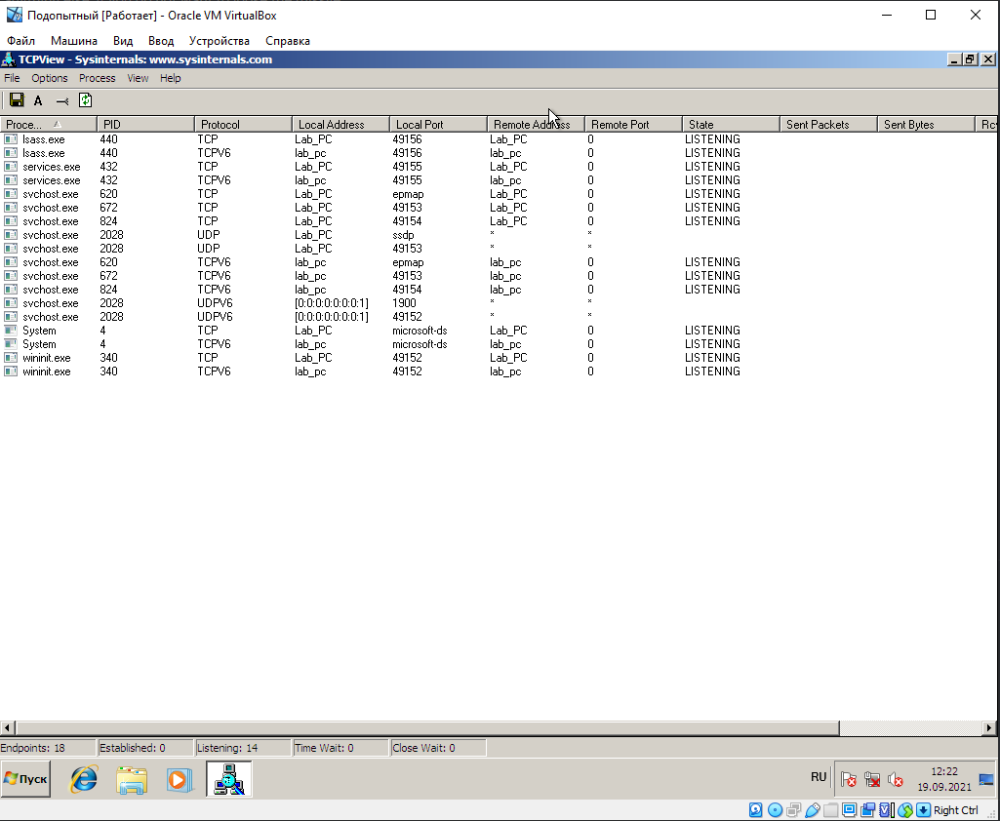 Подопытный [Работает] - Oracle VM VirtualBox
Файл Машина Вид Ввод Устройства Справка
TCPView - Sysinternals: www.sysinternals.com
File Options Process View Help
A
Proce... PID Protocol Local Address Local Port Remote Address Remote Port State Sent Packets Sent Bytes Rcv
lsass.exe 440 TCP Lab_PC 49156 Lab_PC 0 LISTENING
lsass.exe 440 TCPV6 lab_pc 49156 lab_pc 0 LISTENING
services.exe 432 TCP Lab_PC 49155 Lab_PC 0 LISTENING
services.exe 432 TCPV6 lab_pc 49155 lab_pc 0 LISTENING
svchost.exe 620 TCP Lab_PC epmap Lab_PC 0 LISTENING
svchost.exe 672 TCP Lab_PC 49153 Lab_PC 0 LISTENING
svchost.exe 824 TCP Lab_PC 49154 Lab_PC 0 LISTENING
svchost.exe 2028 UDP Lab_PC ssdp * *
svchost.exe 2028 UDP Lab_PC 49153 * *
svchost.exe 620 TCPV6 lab_pc epmap lab_pc 0 LISTENING
svchost.exe 672 TCPV6 lab_pc 49153 lab_pc 0 LISTENING
svchost.exe 824 TCPV6 lab_pc 49154 lab_pc 0 LISTENING
svchost.exe 2028 UDPV6 [0:0:0:0:0:0:0:1] 1900 * *
svchost.exe 2028 UDPV6 [0:0:0:0:0:0:0:1] 49152 * *
System 4 TCP Lab_PC microsoft-ds Lab_PC 0 LISTENING
System 4 TCPV6 lab_pc microsoft-ds lab_pc 0 LISTENING
wininit.exe 340 TCP Lab_PC 49152 Lab_PC 0 LISTENING
wininit.exe 340 TCPV6 lab_pc 49152 lab_pc 0 LISTENING
Endpoints: 18 Established: 0 Listening: 14 Time Wait: 0 Close Wait: 0
Пуск RU 12:22
19.09.2021
Right Ctrl